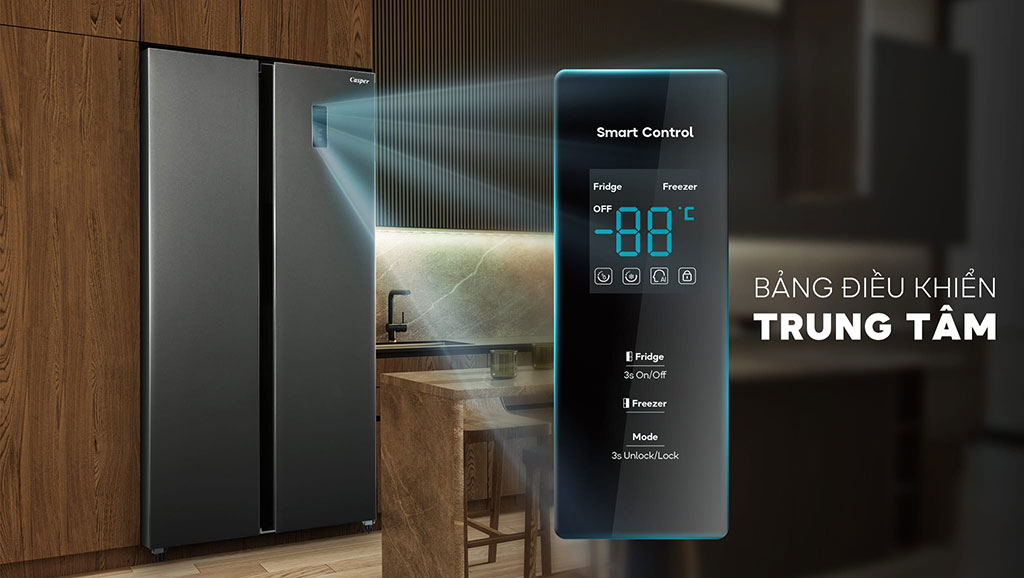 Casper
Smart Control
Fridge Freezer
OFF
-88°C
AI
Fridge
3s On/Off
Freezer
Mode
3s Unlock/Lock
BẢNG ĐIỀU KHIỂN
TRUNG TÂM